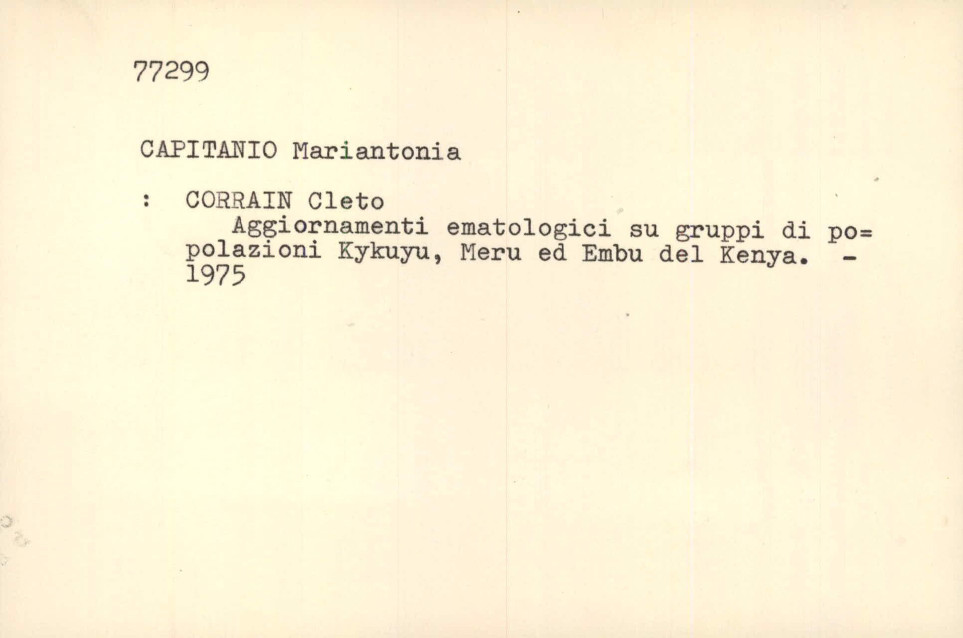 77299
CAPITANIO Mariantonia
: CORRAIN Cleto
Aggiornamenti ematologici su gruppi di po=
polazioni Kykuyu, Meru ed Embu del Kenya. -
1975